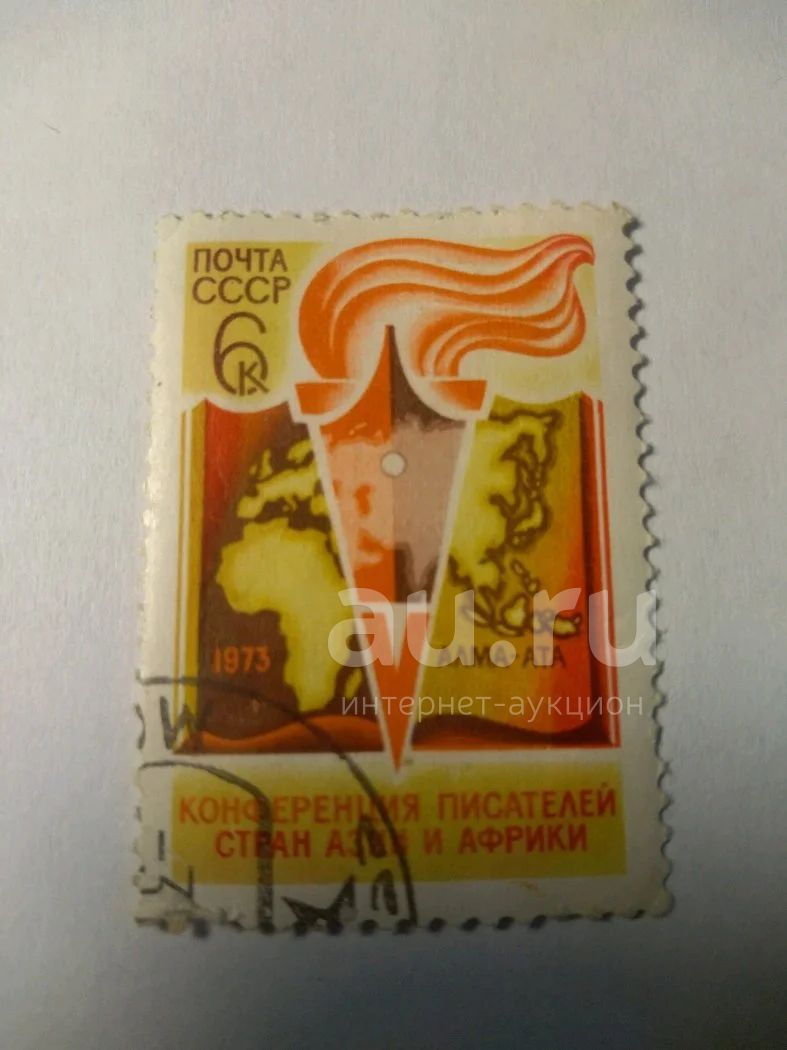 ПОЧТА
СССР
6К
1973
АЛМА-АТА
au.ru
интернет-аукцион
КОНФЕРЕНЦИЯ ПИСАТЕЛЕЙ
СТРАН АЗИИ И АФРИКИ